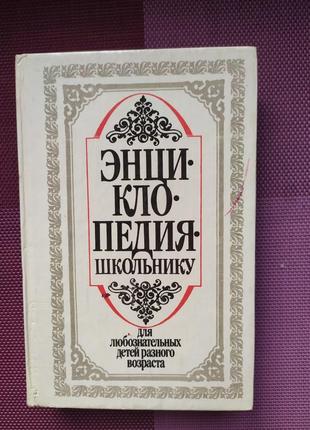 ЭНЦИ·
КЛО·
ПЕДИЯ·
ШКОЛЬНИКУ
для
любознательных
детей разного
возраста